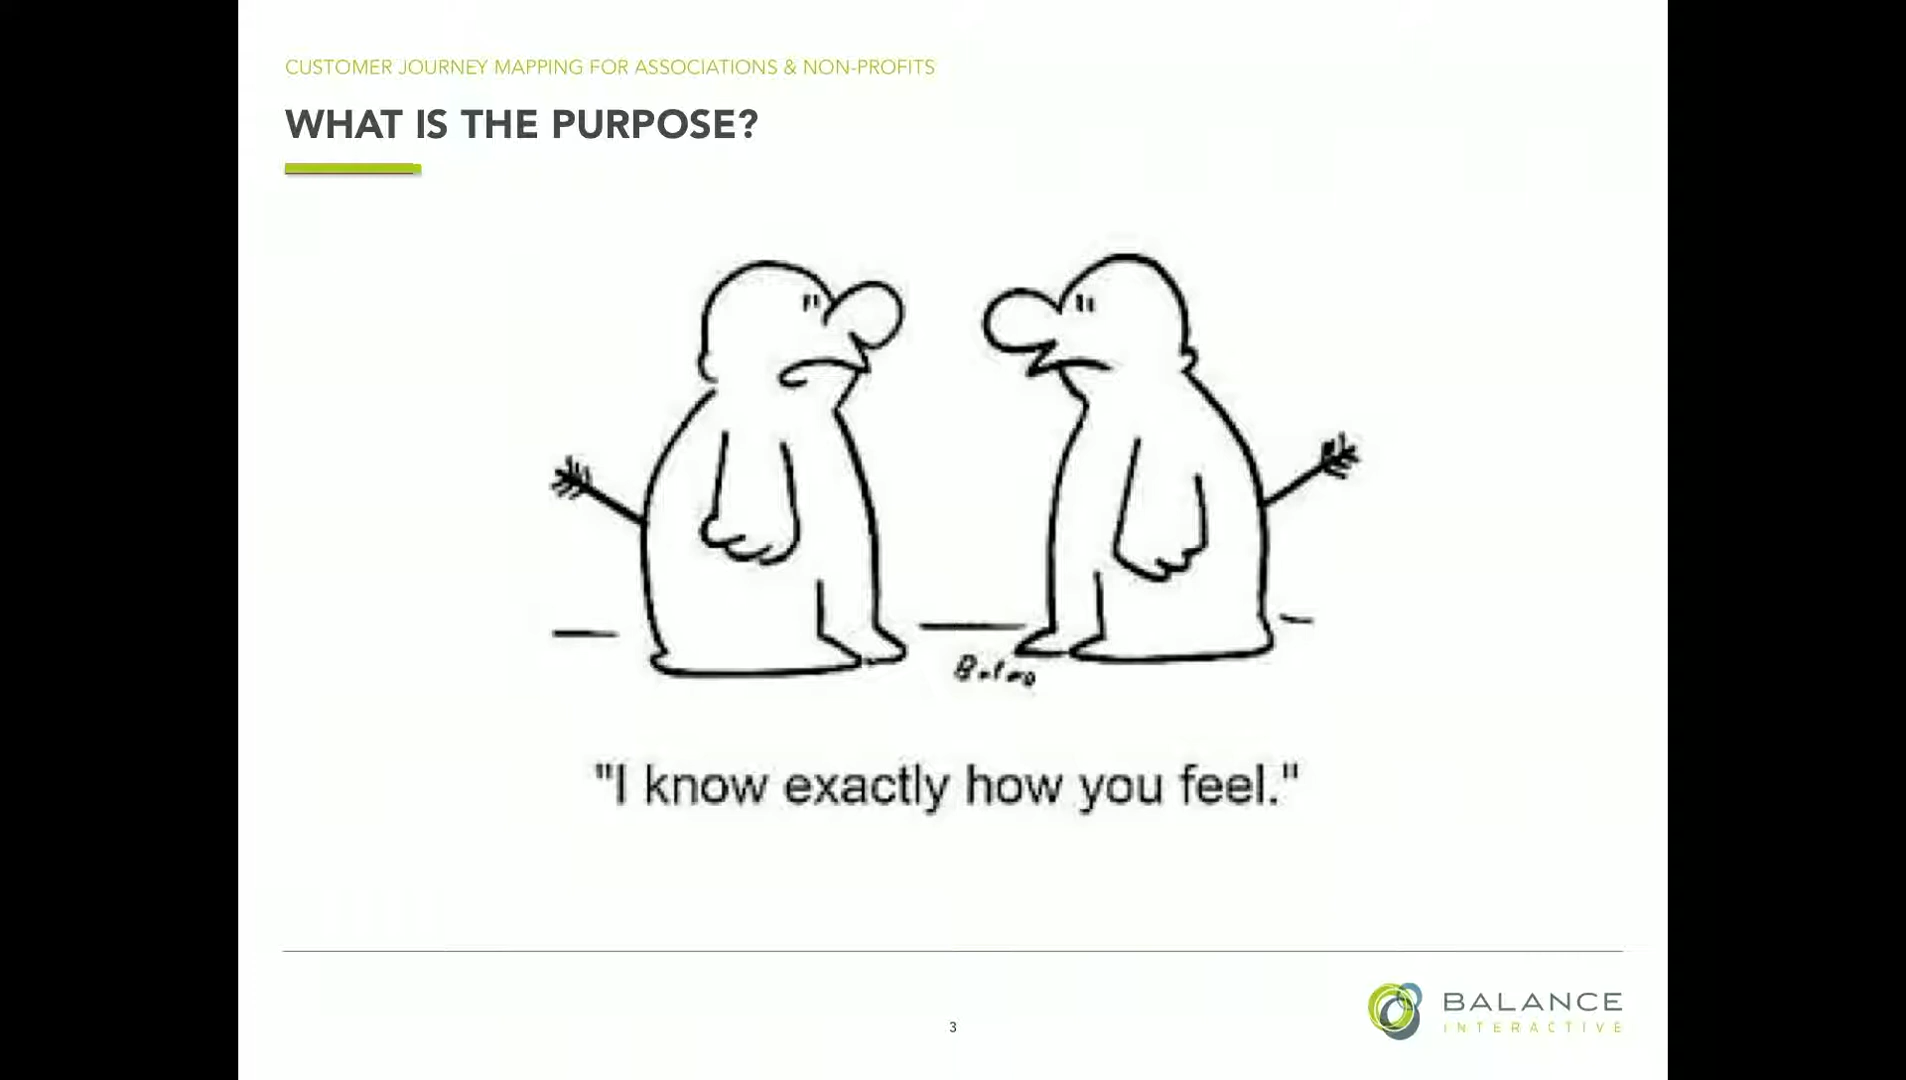 CUSTOMER JOURNEY MAPPING FOR ASSOCIATIONS & NON-PROFITS
WHAT IS THE PURPOSE?
"I know exactly how you feel."
3
BALANCE
INTERACTIVE